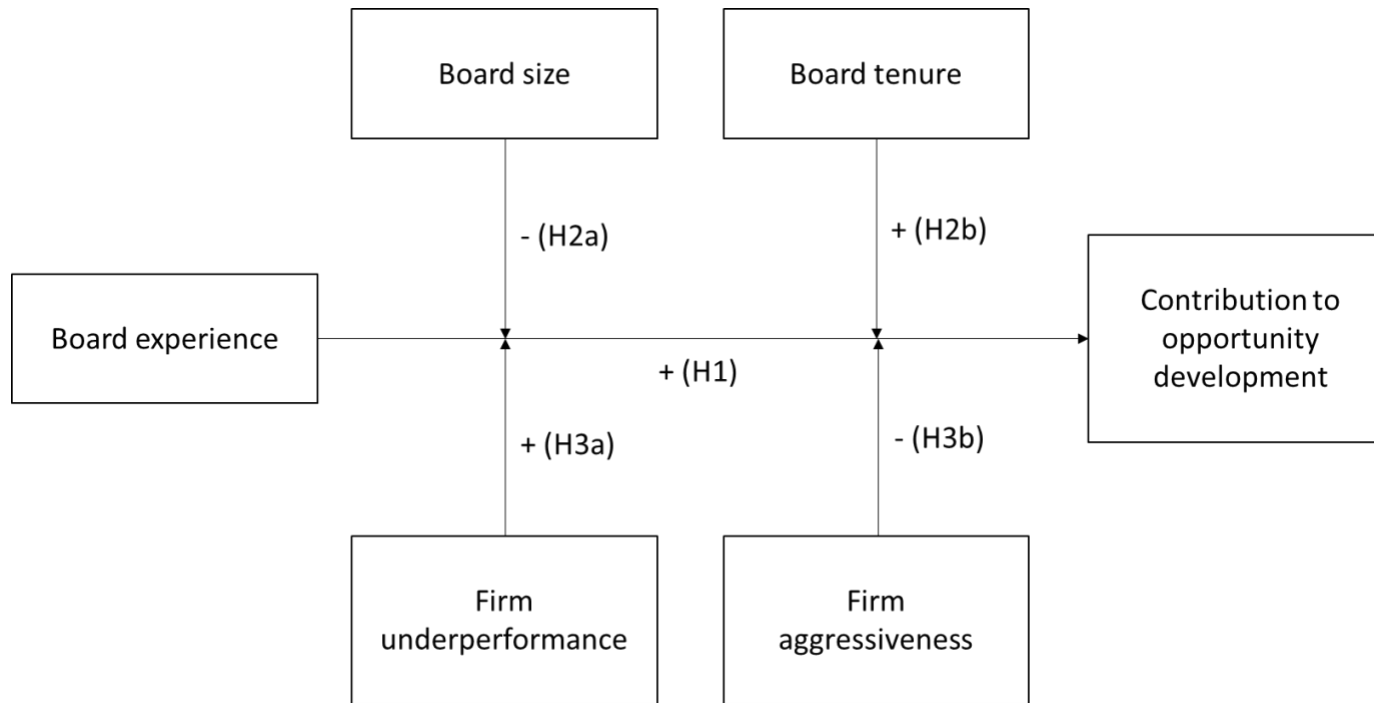 Board size
Board tenure
- (H2a)
+ (H2b)
Board experience
Contribution to
opportunity
development
+ (H1)
+ (H3a)
- (H3b)
Firm
underperformance
Firm
aggressiveness